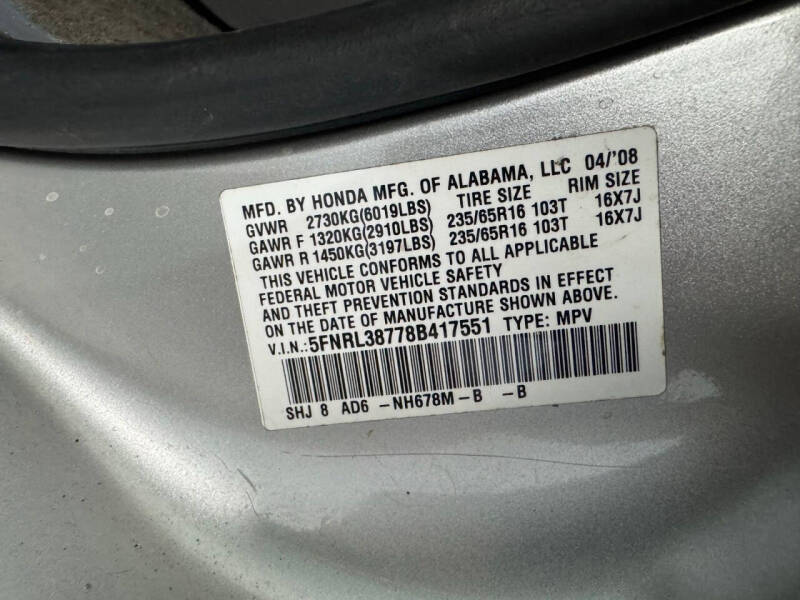 MFD. BY HONDA MFG. OF ALABAMA, LLC 04/'08
GVWR 2730KG(6019LBS) TIRE SIZE RIM SIZE
GAWR F 1320KG(2910LBS) 235/65R16 103T 16X7J
GAWR R 1450KG(3197LBS) 235/65R16 103T 16X7J
THIS VEHICLE CONFORMS TO ALL APPLICABLE
FEDERAL MOTOR VEHICLE SAFETY
AND THEFT PREVENTION STANDARDS IN EFFECT
ON THE DATE OF MANUFACTURE SHOWN ABOVE.
V.I.N.:5FNRL38778B417551 TYPE: MPV
SHJ 8 AD6 -NH678M-B -B